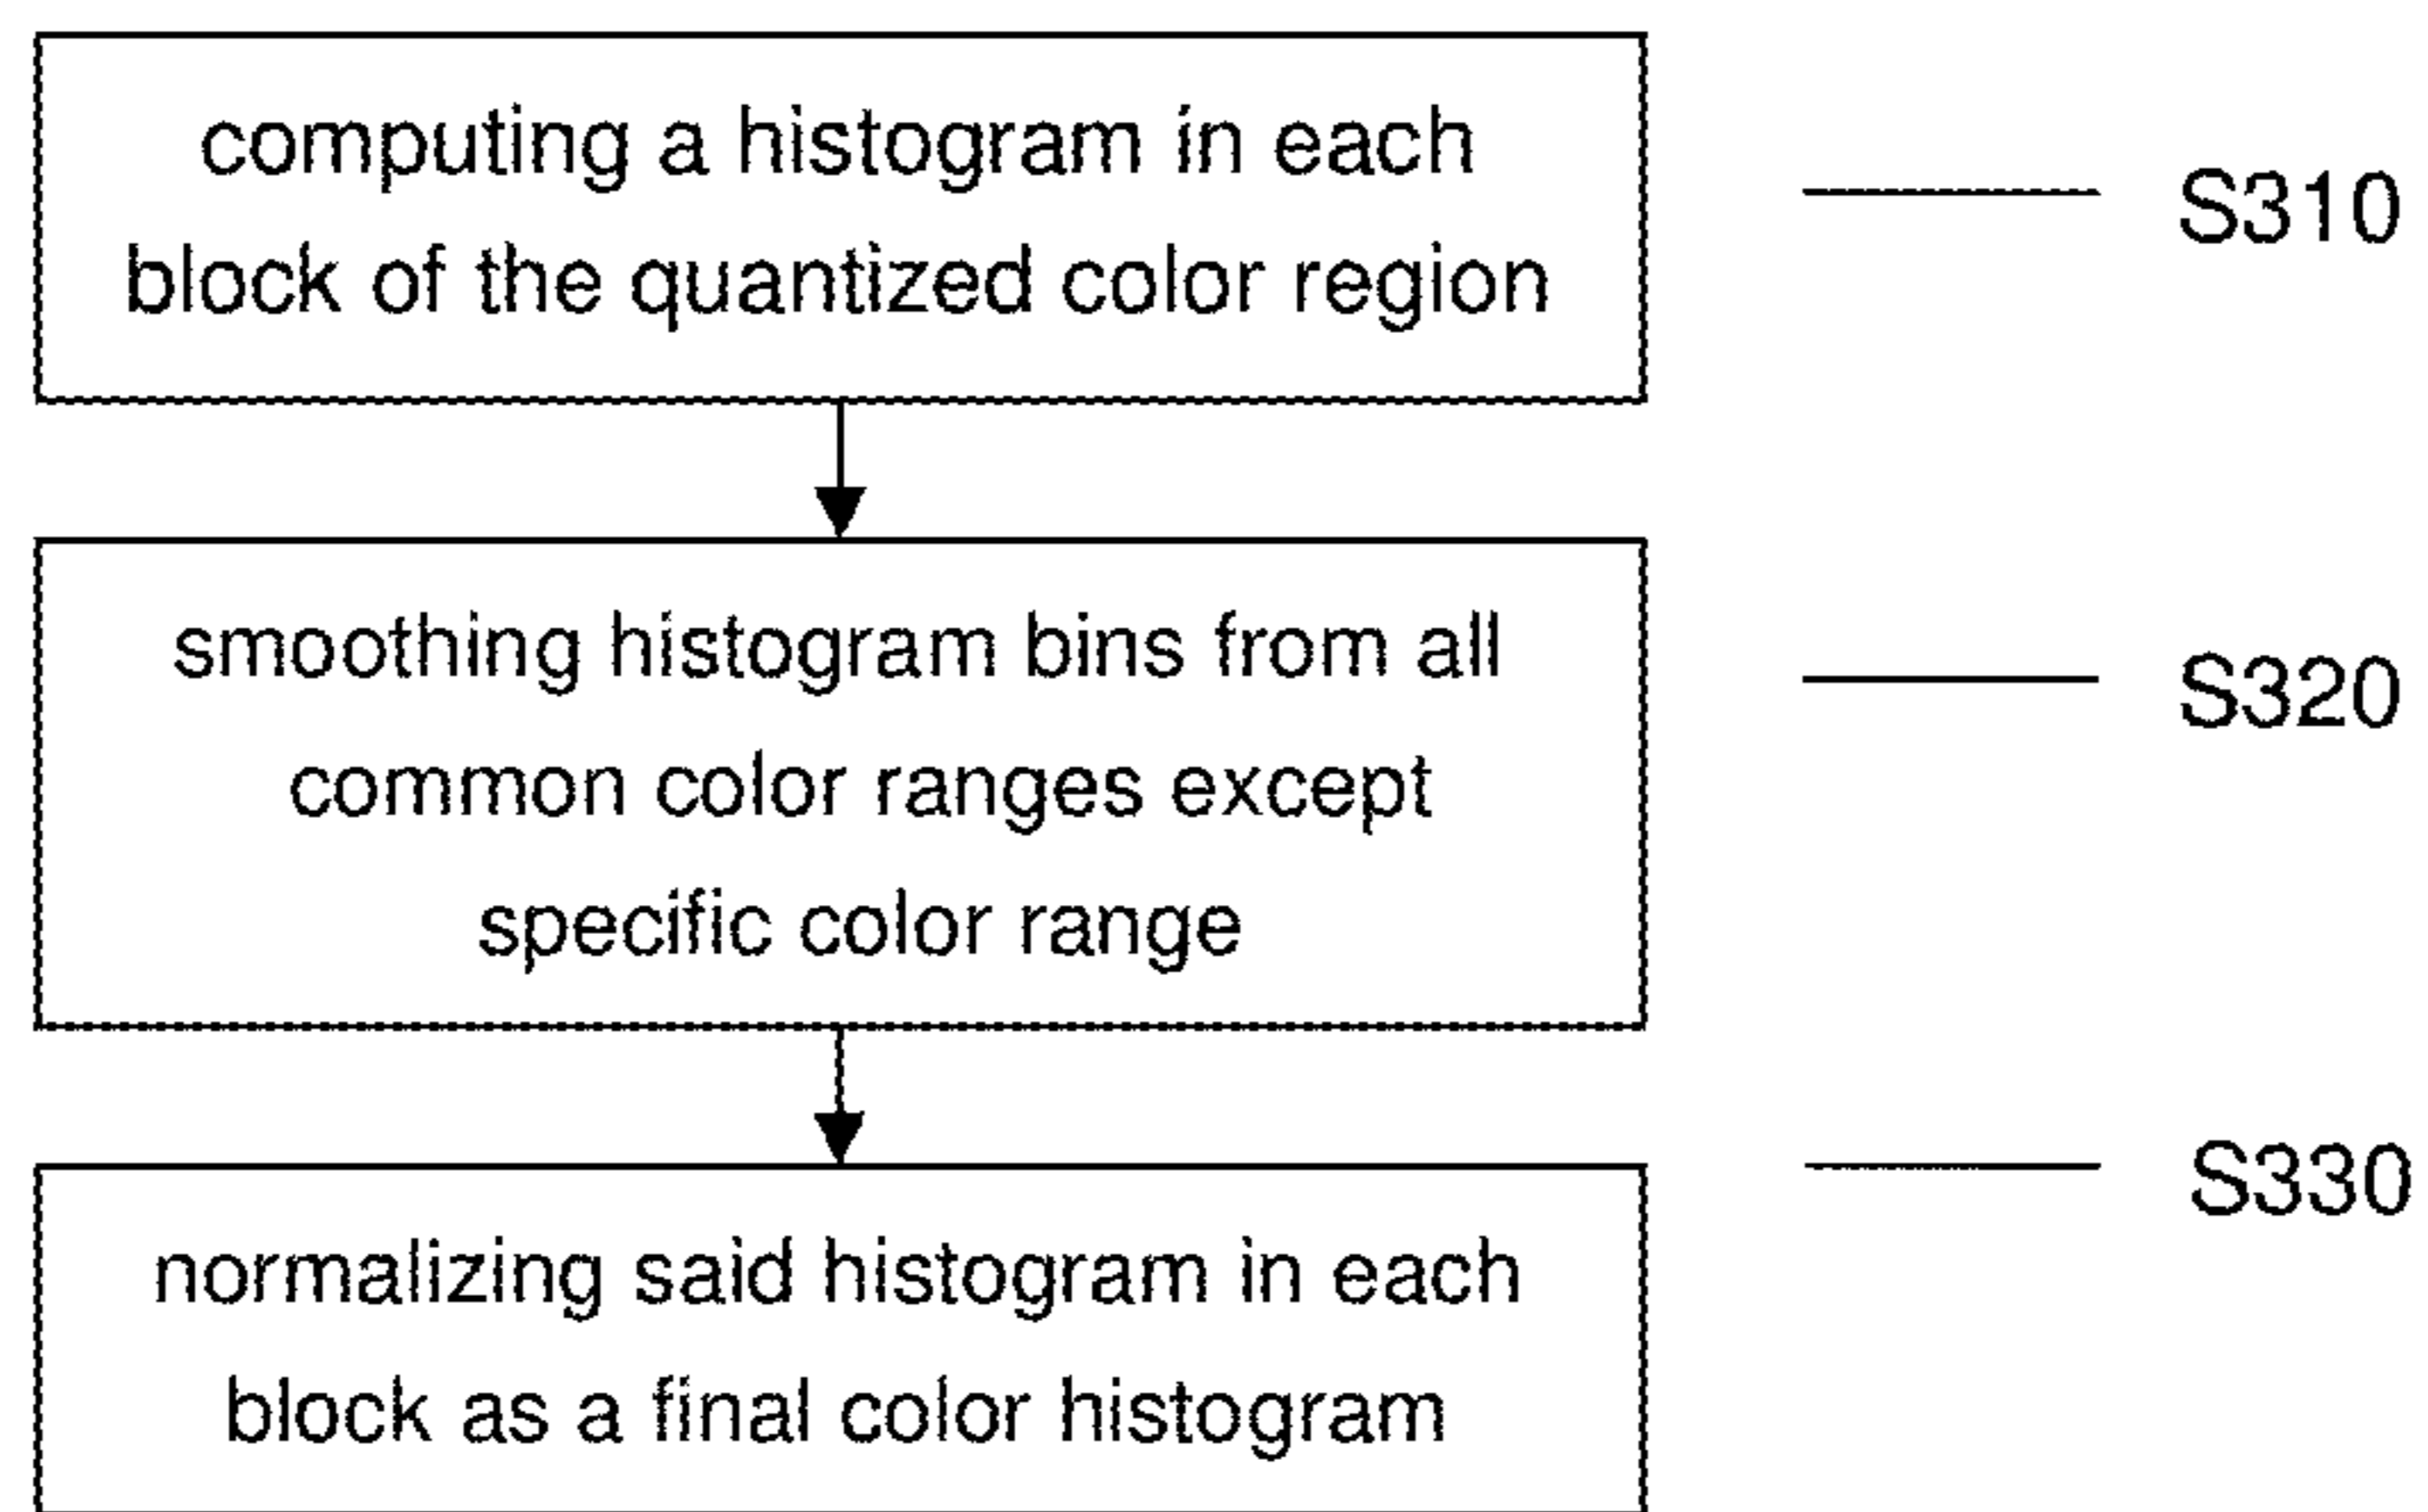 computing a histogram in each
block of the quantized color region
S310
smoothing histogram bins from all
common color ranges except
specific color range
S320
normalizing said histogram in each
block as a final color histogram
S330